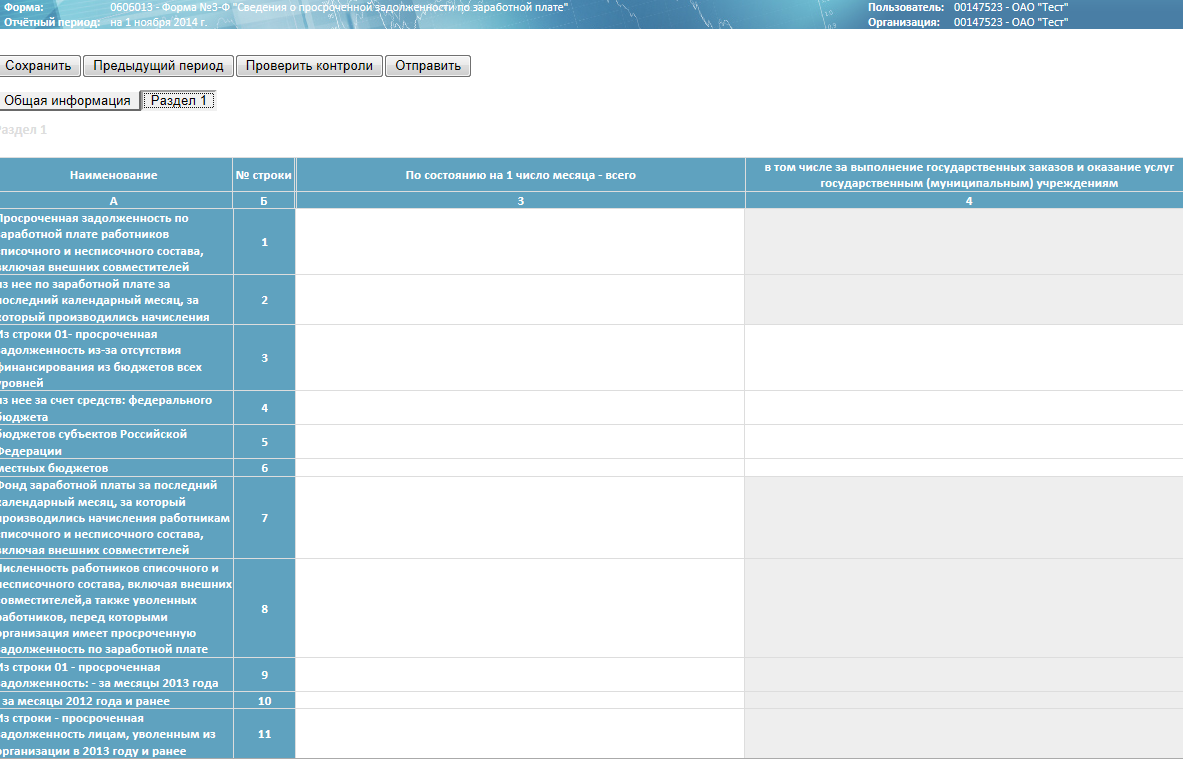 Форма: 0606013 - Форма №3-Ф "Сведения о просроченной задолженности по заработной плате"
Пользователь: 00147523 - ОАО "Тест"
Отчётный период: на 1 ноября 2014 г.
Организация: 00147523 - ОАО "Тест"
Сохранить Предыдущий период Проверить контроли Отправить
Общая информация Раздел 1
Раздел 1
Наименование № строки По состоянию на 1 число месяца - всего
в том числе за выполнение государственных заказов и оказание услуг
государственным (муниципальным) учреждениям
А Б 3 4
Просроченная задолженность по
заработной плате работников
списочного и несписочного состава,
включая внешних совместителей
1
из нее по заработной плате за
последний календарный месяц, за
который производились начисления
2
Из строки 01- просроченная
задолженность из-за отсутствия
финансирования из бюджетов всех
уровней
3
из нее за счет средств: федерального
бюджета
4
бюджетов субъектов Российской
Федерации
5
местных бюджетов
6
Фонд заработной платы за последний
календарный месяц, за который
производились начисления работникам
списочного и несписочного состава,
включая внешних совместителей
7
Численность работников списочного и
несписочного состава, включая внешних
совместителей,а также уволенных
работников, перед которыми
организация имеет просроченную
задолженность по заработной плате
8
Из строки 01 - просроченная
задолженность: - за месяцы 2013 года
9
- за месяцы 2012 года и ранее
10
Из строки - просроченная
задолженность лицам, уволенным из
организации в 2013 году и ранее
11